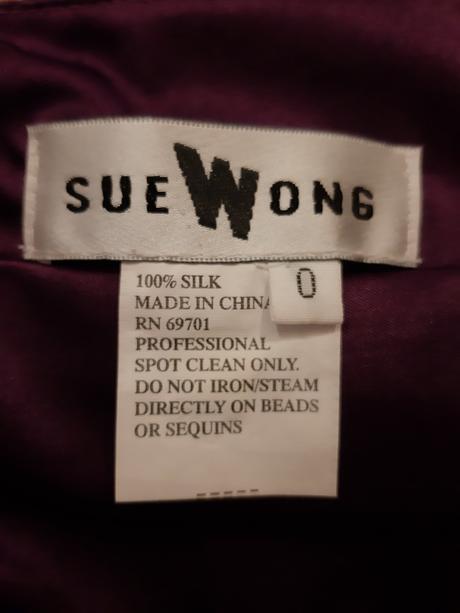 SUE WONG
100% SILK
0
MADE IN CHINA
RN 69701
PROFESSIONAL
SPOT CLEAN ONLY.
DO NOT IRON/STEAM
DIRECTLY ON BEADS
OR SEQUINS